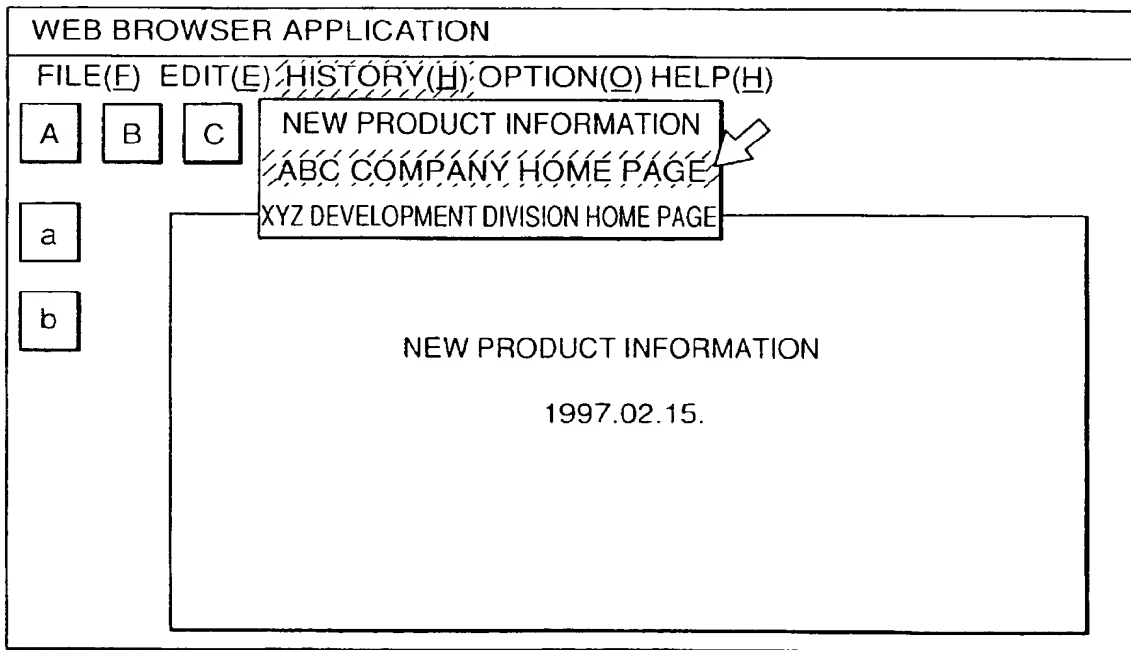 WEB BROWSER APPLICATION
FILE(F) EDIT(E) HISTORY(H) OPTION(O) HELP(H)
A B C
NEW PRODUCT INFORMATION
ABC COMPANY HOME PAGE
XYZ DEVELOPMENT DIVISION HOME PAGE
a
b
NEW PRODUCT INFORMATION
1997.02.15.